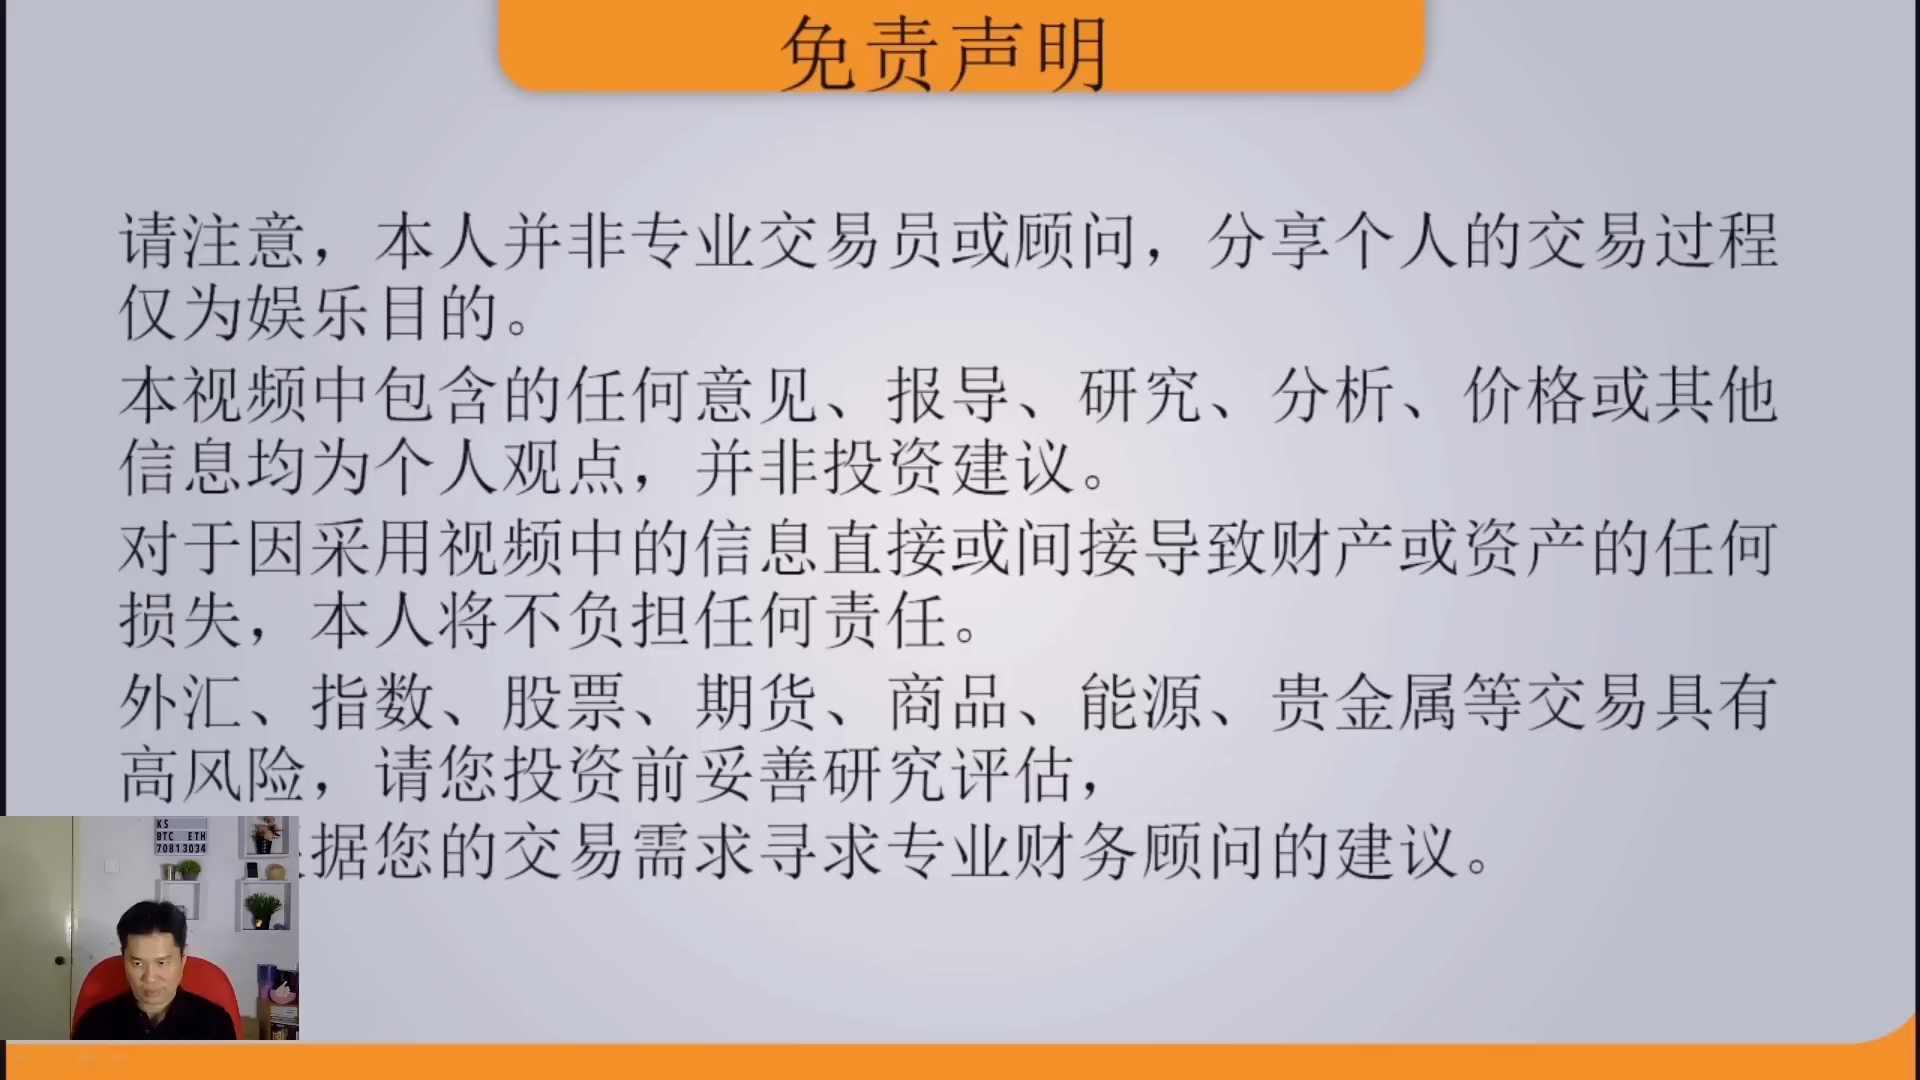 免责声明
请注意，本人并非专业交易员或顾问，分享个人的交易过程
仅为娱乐目的。
本视频中包含的任何意见、报导、研究、分析、价格或其他
信息均为个人观点，并非投资建议。
对于因采用视频中的信息直接或间接导致财产或资产的任何
损失，本人将不负担任何责任。
外汇、指数、股票、期货、商品、能源、贵金属等交易具有
高风险，请您投资前妥善研究评估，
据您的交易需求寻求专业财务顾问的建议。
KS
BTC ETH
70813034